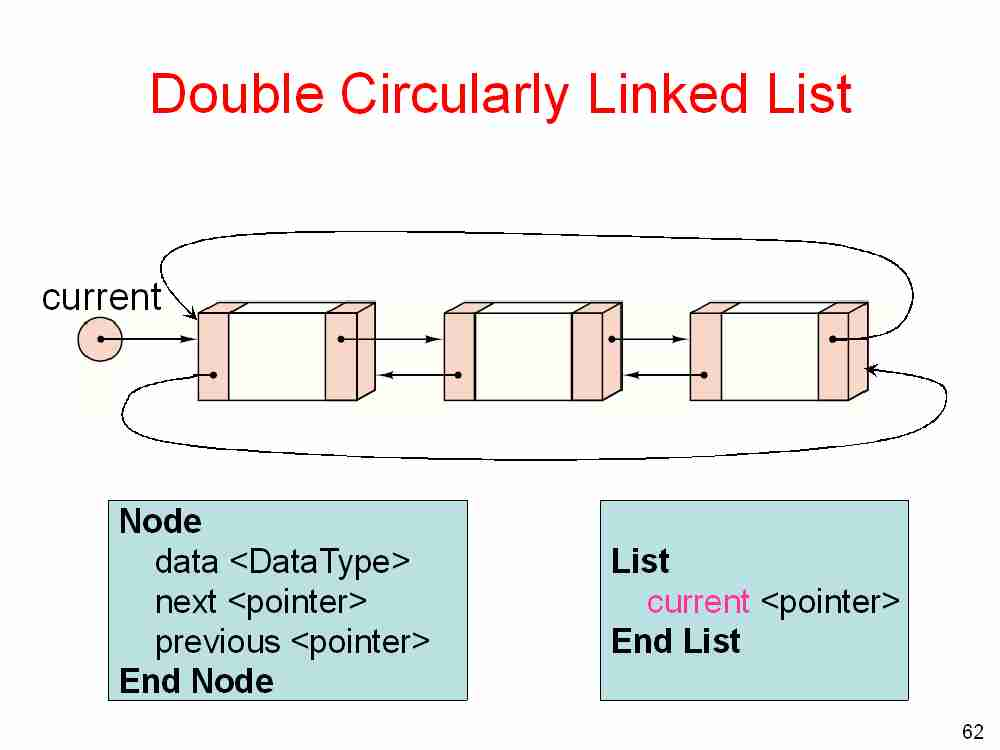 Double Circularly Linked List
current
Node
data <DataType>
next <pointer>
previous <pointer>
End Node
List
current <pointer>
End List
62